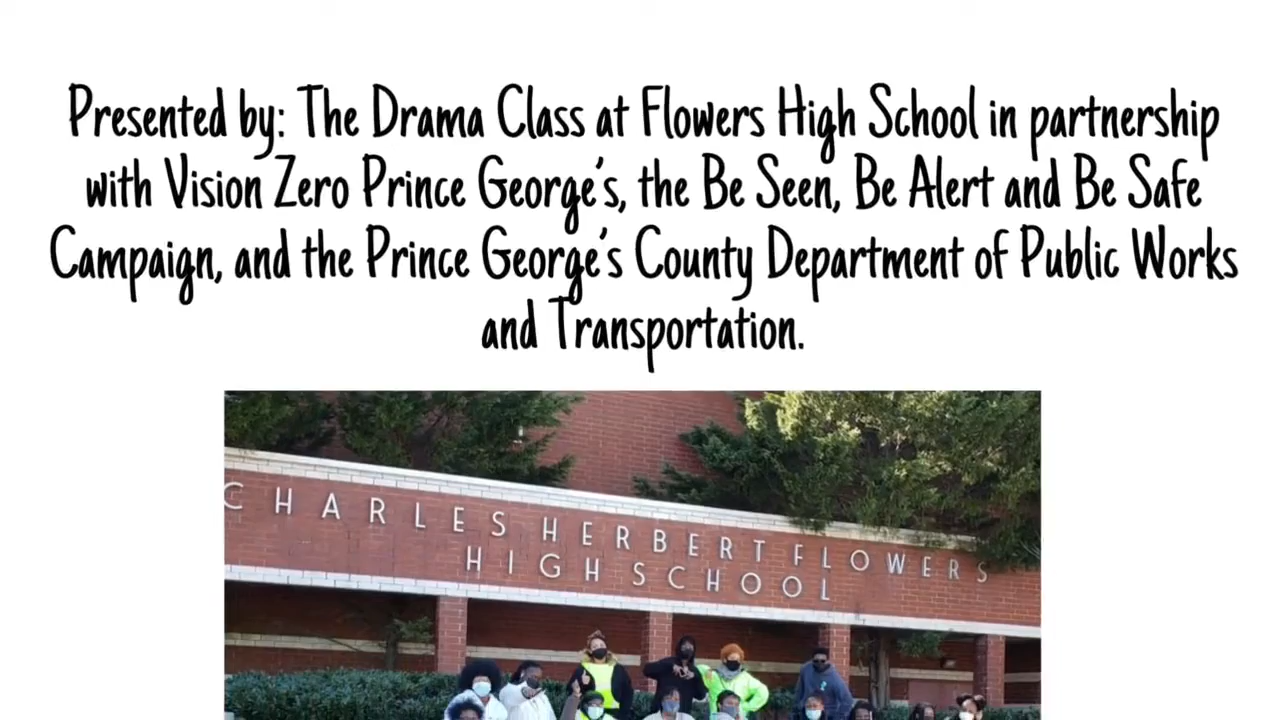 Presented by: The Drama Class at Flowers High School in partnership
with Vision Zero Prince George's, the Be Seen, Be Alert and Be Safe
Campaign, and the Prince George's County Department of Public Works
and Transportation.
CHARLES HERBERT FLOWERS
HIGH SCHOOL